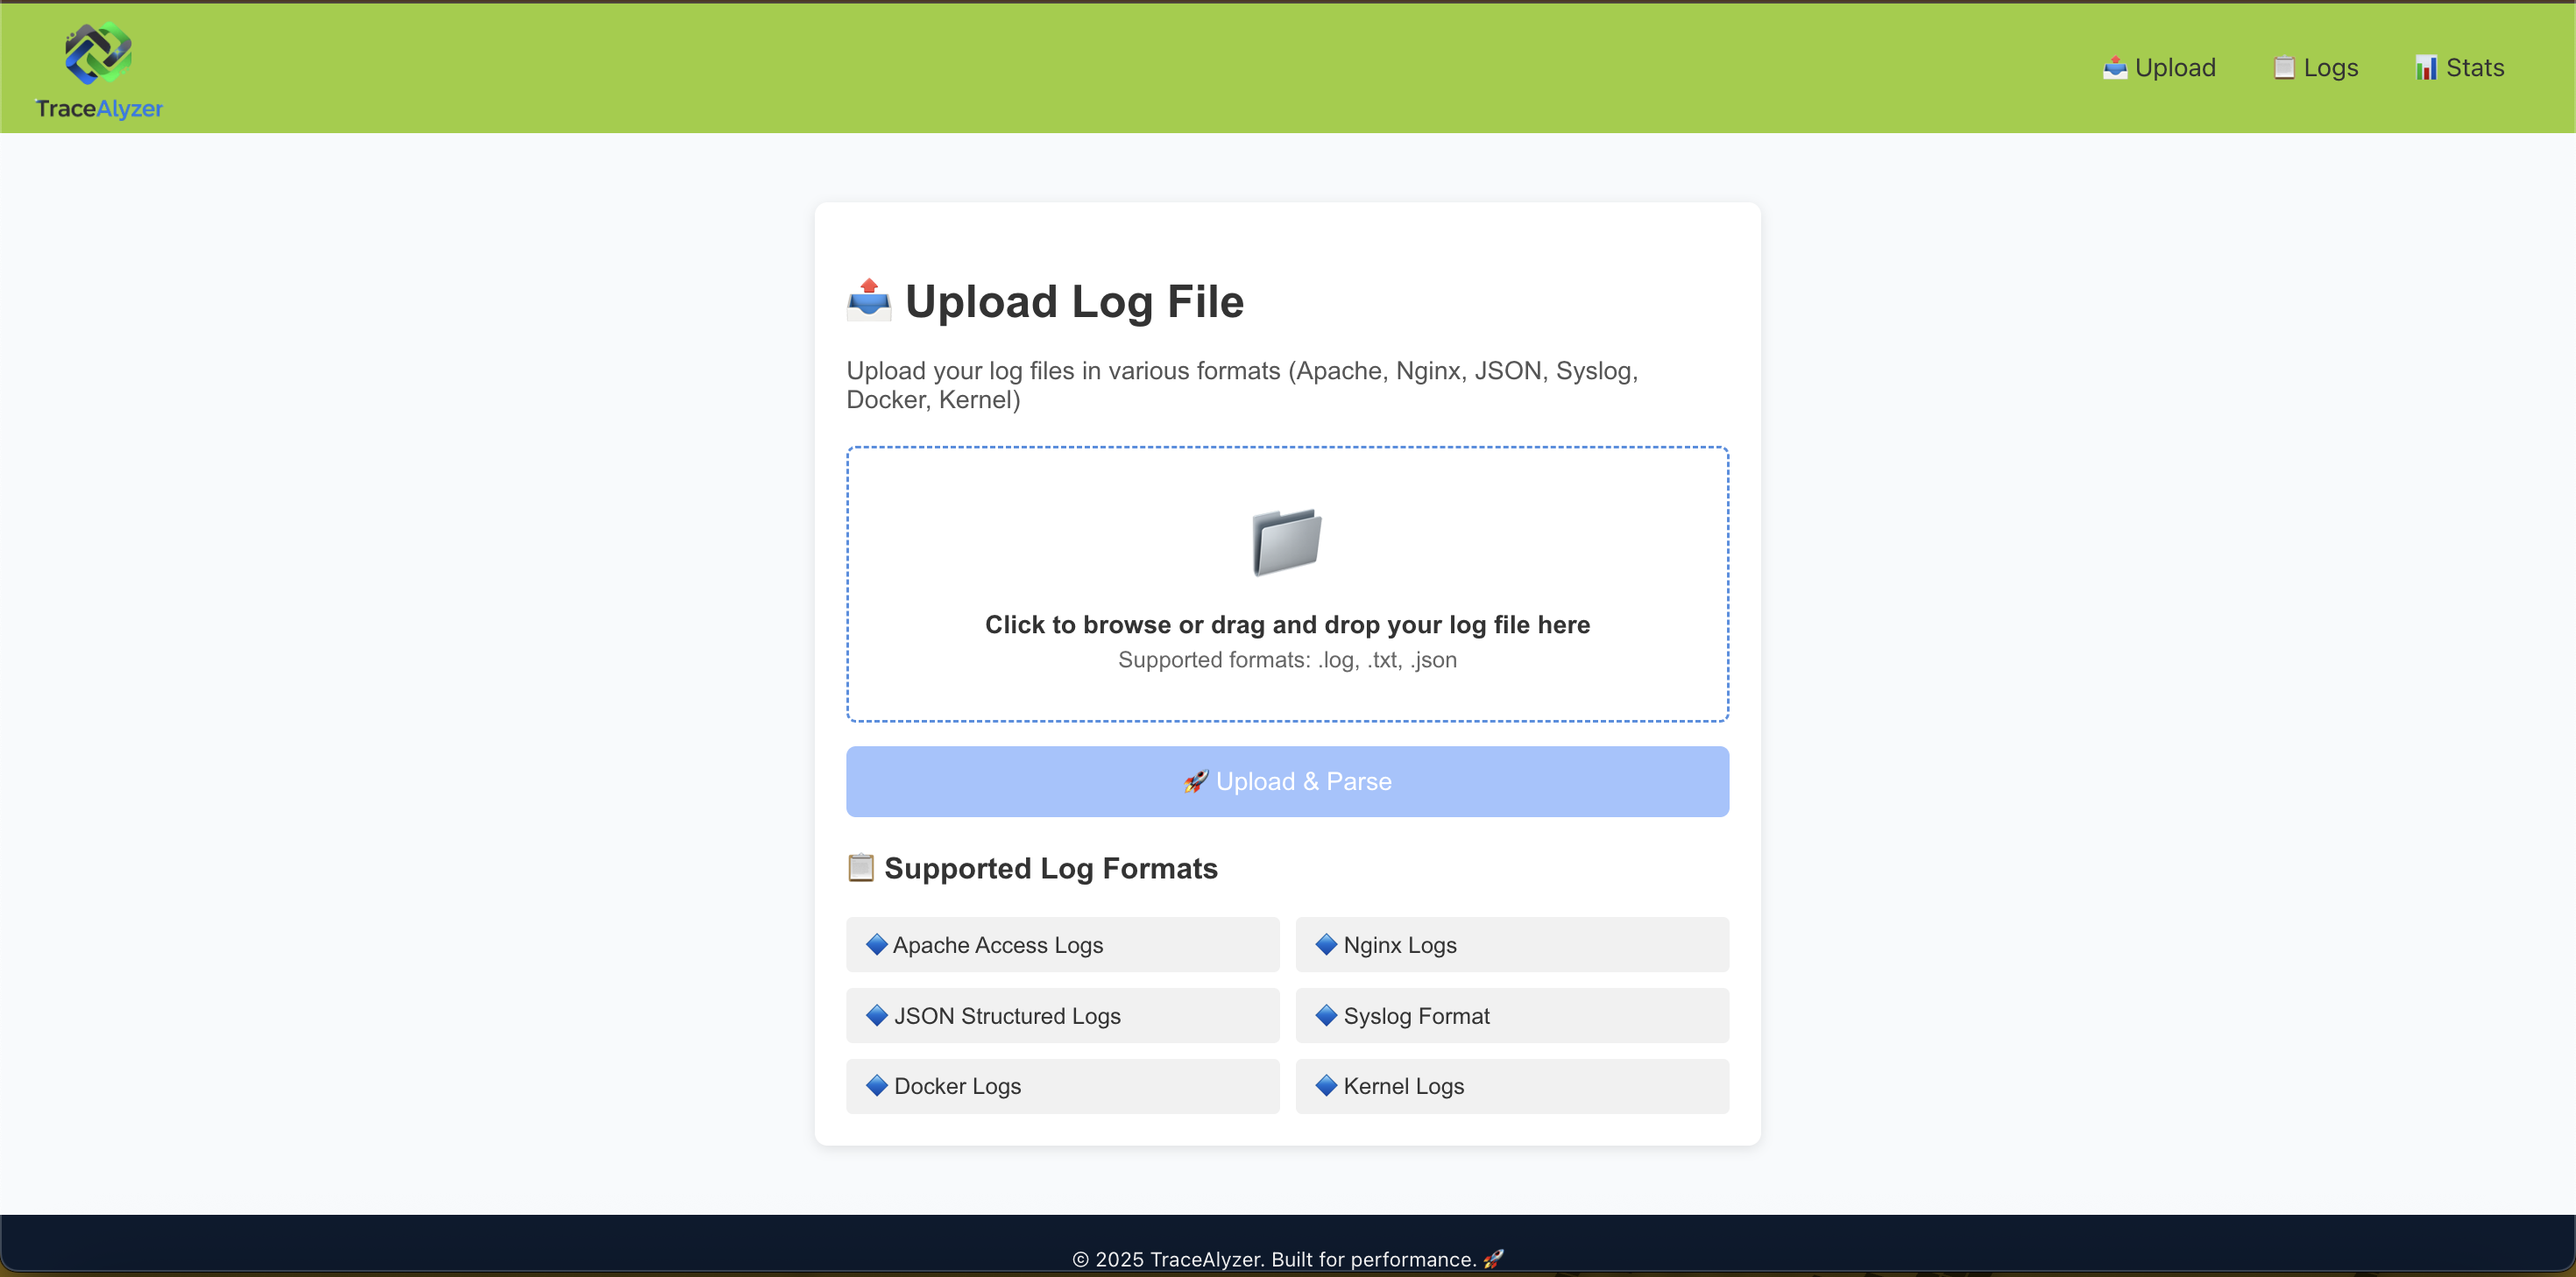 TraceAlyzer
Upload
Logs
Stats
Upload Log File
Upload your log files in various formats (Apache, Nginx, JSON, Syslog,
Docker, Kernel)
Click to browse or drag and drop your log file here
Supported formats: .log, .txt, .json
Upload & Parse
Supported Log Formats
Apache Access Logs
Nginx Logs
JSON Structured Logs
Syslog Format
Docker Logs
Kernel Logs
© 2025 TraceAlyzer. Built for performance.